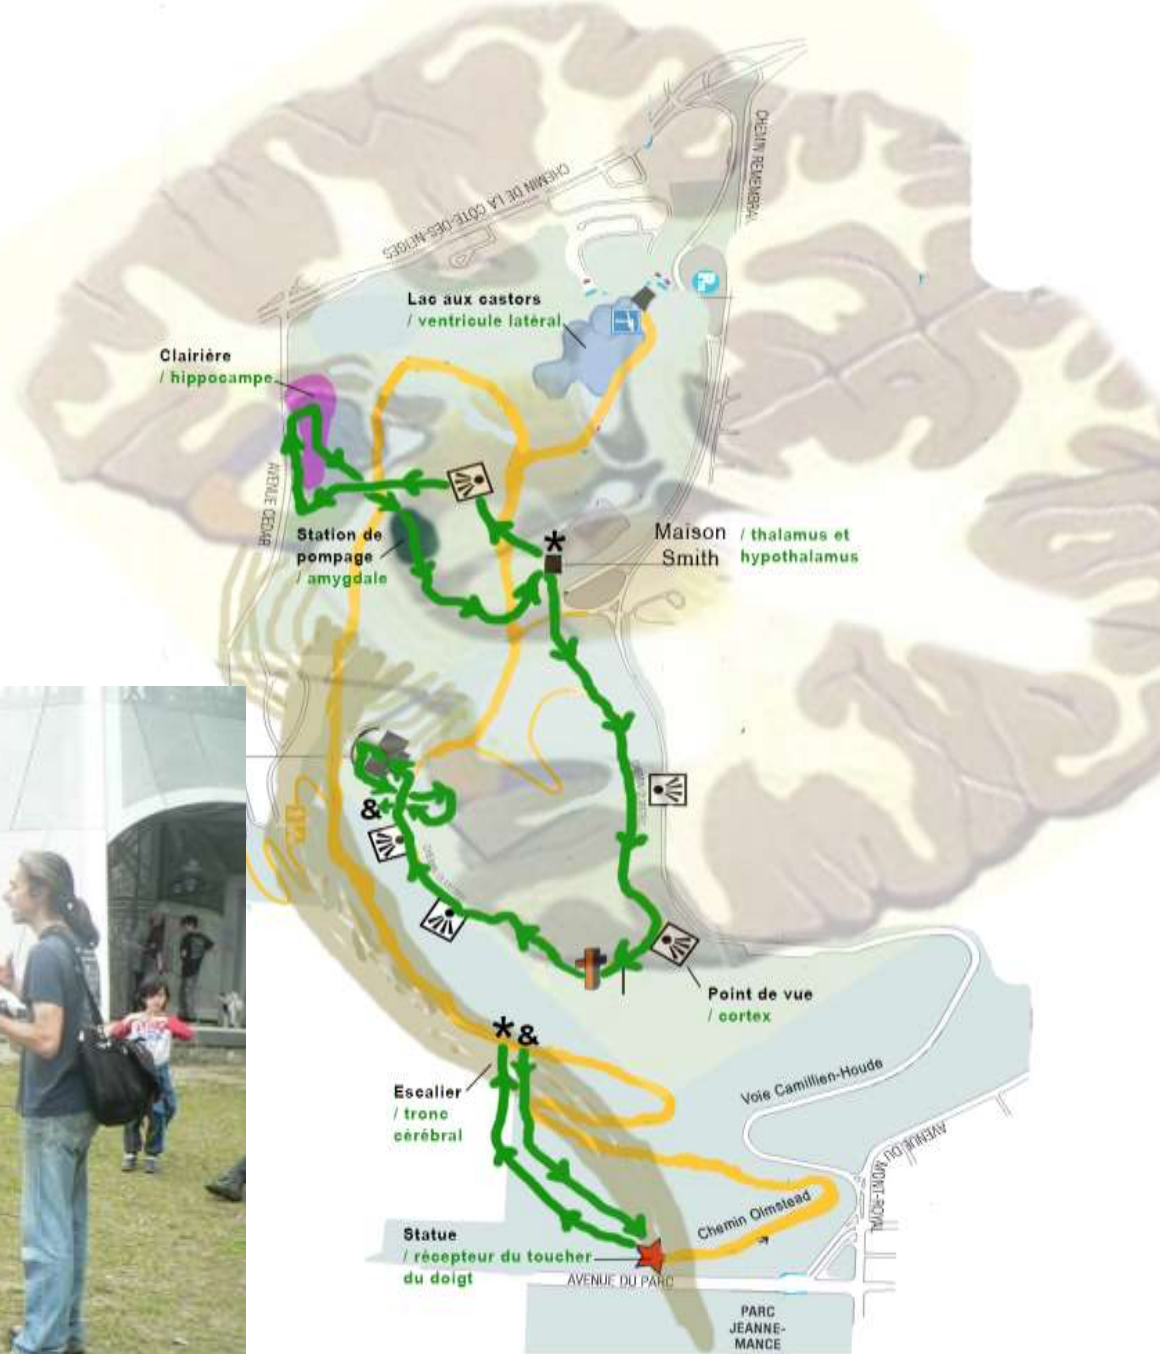 CHEMIN REMEMBRA
CHEMIN DE LA CÔTE-DES-NEIGES
Lac aux castors
/ ventricule latéral
Clairière
/ hippocampe
AVENUE CEDAR
*
Maison
Smith
/ thalamus et
hypothalamus
Station de
pompage
/ amygdale
&
Point de vue
/ cortex
*&
Escalier
/ tronc
cérébral
Voie Camillien-Houde
AVENUE DU MONT-ROYAL
Chemin Olmstead
Statue
/ récepteur du toucher
du doigt
AVENUE DU PARC
PARC
JEANNE-
MANCE